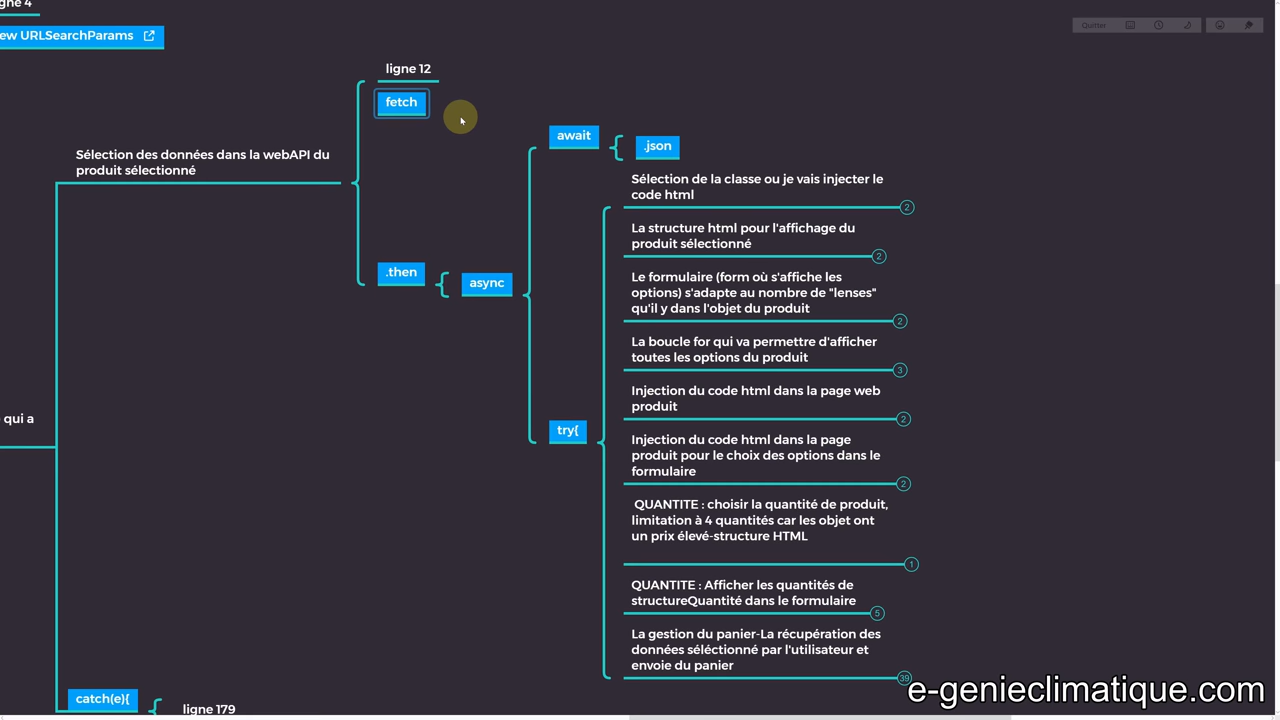 igne 4
ew URLSearchParams
Quitter
ligne 12
fetch
Sélection des données dans la webAPI du
produit sélectionné
await
.json
Sélection de la classe ou je vais injecter le
code html
2
La structure html pour l'affichage du
produit sélectionné
2
.then
async
Le formulaire (form où s'affiche les
options) s'adapte au nombre de "lenses"
qu'il y dans l'objet du produit
2
La boucle for qui va permettre d'afficher
toutes les options du produit
3
Injection du code html dans la page web
produit
2
qui a
try{
Injection du code html dans la page
produit pour le choix des options dans le
formulaire
2
QUANTITE : choisir la quantité de produit,
limitation à 4 quantités car les objet ont
un prix élevé-structure HTML
1
QUANTITE : Afficher les quantités de
structureQuantité dans le formulaire
5
La gestion du panier-La récupération des
données séléctionné par l'utilisateur et
envoie du panier
39
catch(e){
ligne 179
e-genieclimatique.com